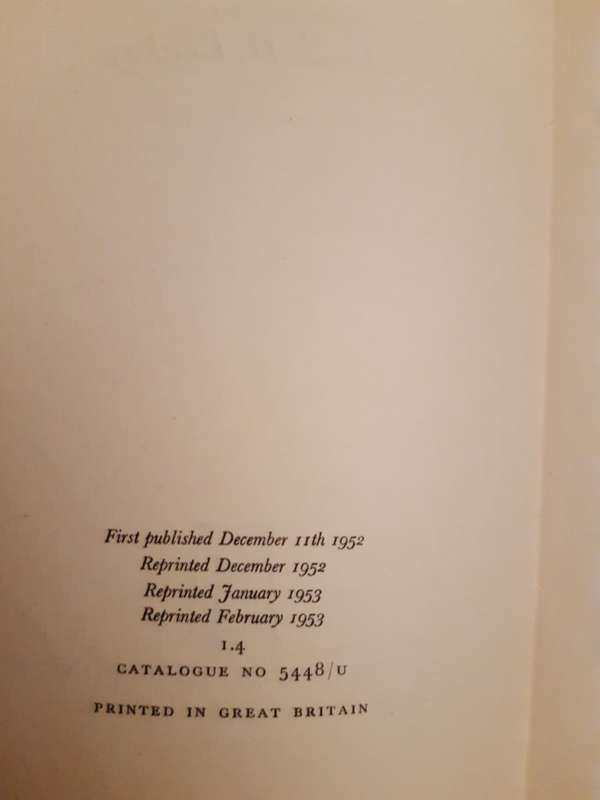 First published December 11th 1952
Reprinted December 1952
Reprinted January 1953
Reprinted February 1953
1.4
CATALOGUE NO 5448/U
PRINTED IN GREAT BRITAIN